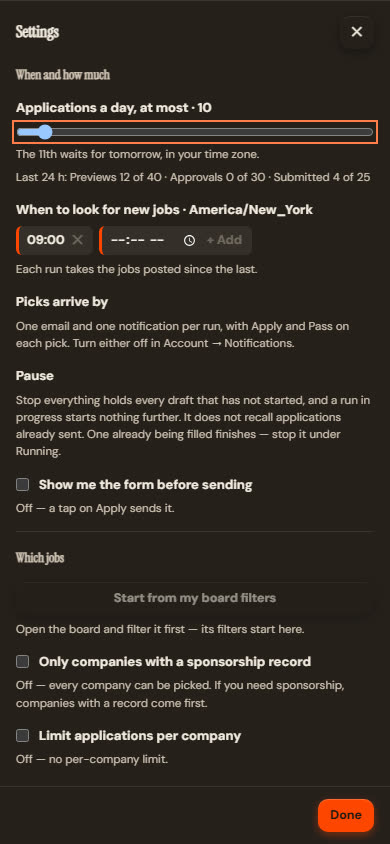 Settings
When and how much
Applications a day, at most · 10
The 11th waits for tomorrow, in your time zone.
Last 24 h: Previews 12 of 40 · Approvals 0 of 30 · Submitted 4 of 25
When to look for new jobs · America/New_York
09:00 --:-- -- + Add
Each run takes the jobs posted since the last.
Picks arrive by
One email and one notification per run, with Apply and Pass on
each pick. Turn either off in Account → Notifications.
Pause
Stop everything holds every draft that has not started, and a run in
progress starts nothing further. It does not recall applications
already sent. One already being filled finishes — stop it under
Running.
Show me the form before sending
Off — a tap on Apply sends it.
Which jobs
Start from my board filters
Open the board and filter it first — its filters start here.
Only companies with a sponsorship record
Off — every company can be picked. If you need sponsorship,
companies with a record come first.
Limit applications per company
Off — no per-company limit.
Done